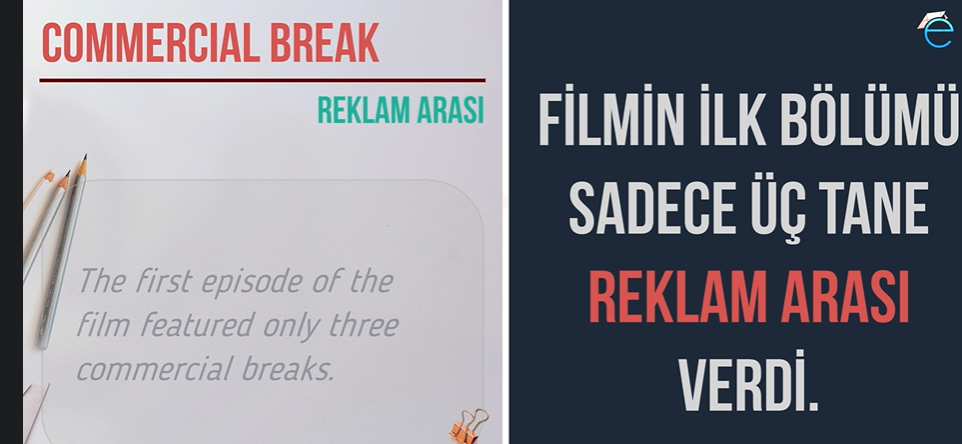 COMMERCIAL BREAK
REKLAM ARASI
The first episode of the
film featured only three
commercial breaks.
FİLMİN İLK BÖLÜMÜ
SADECE ÜÇ TANE
REKLAM ARASI
VERDİ.